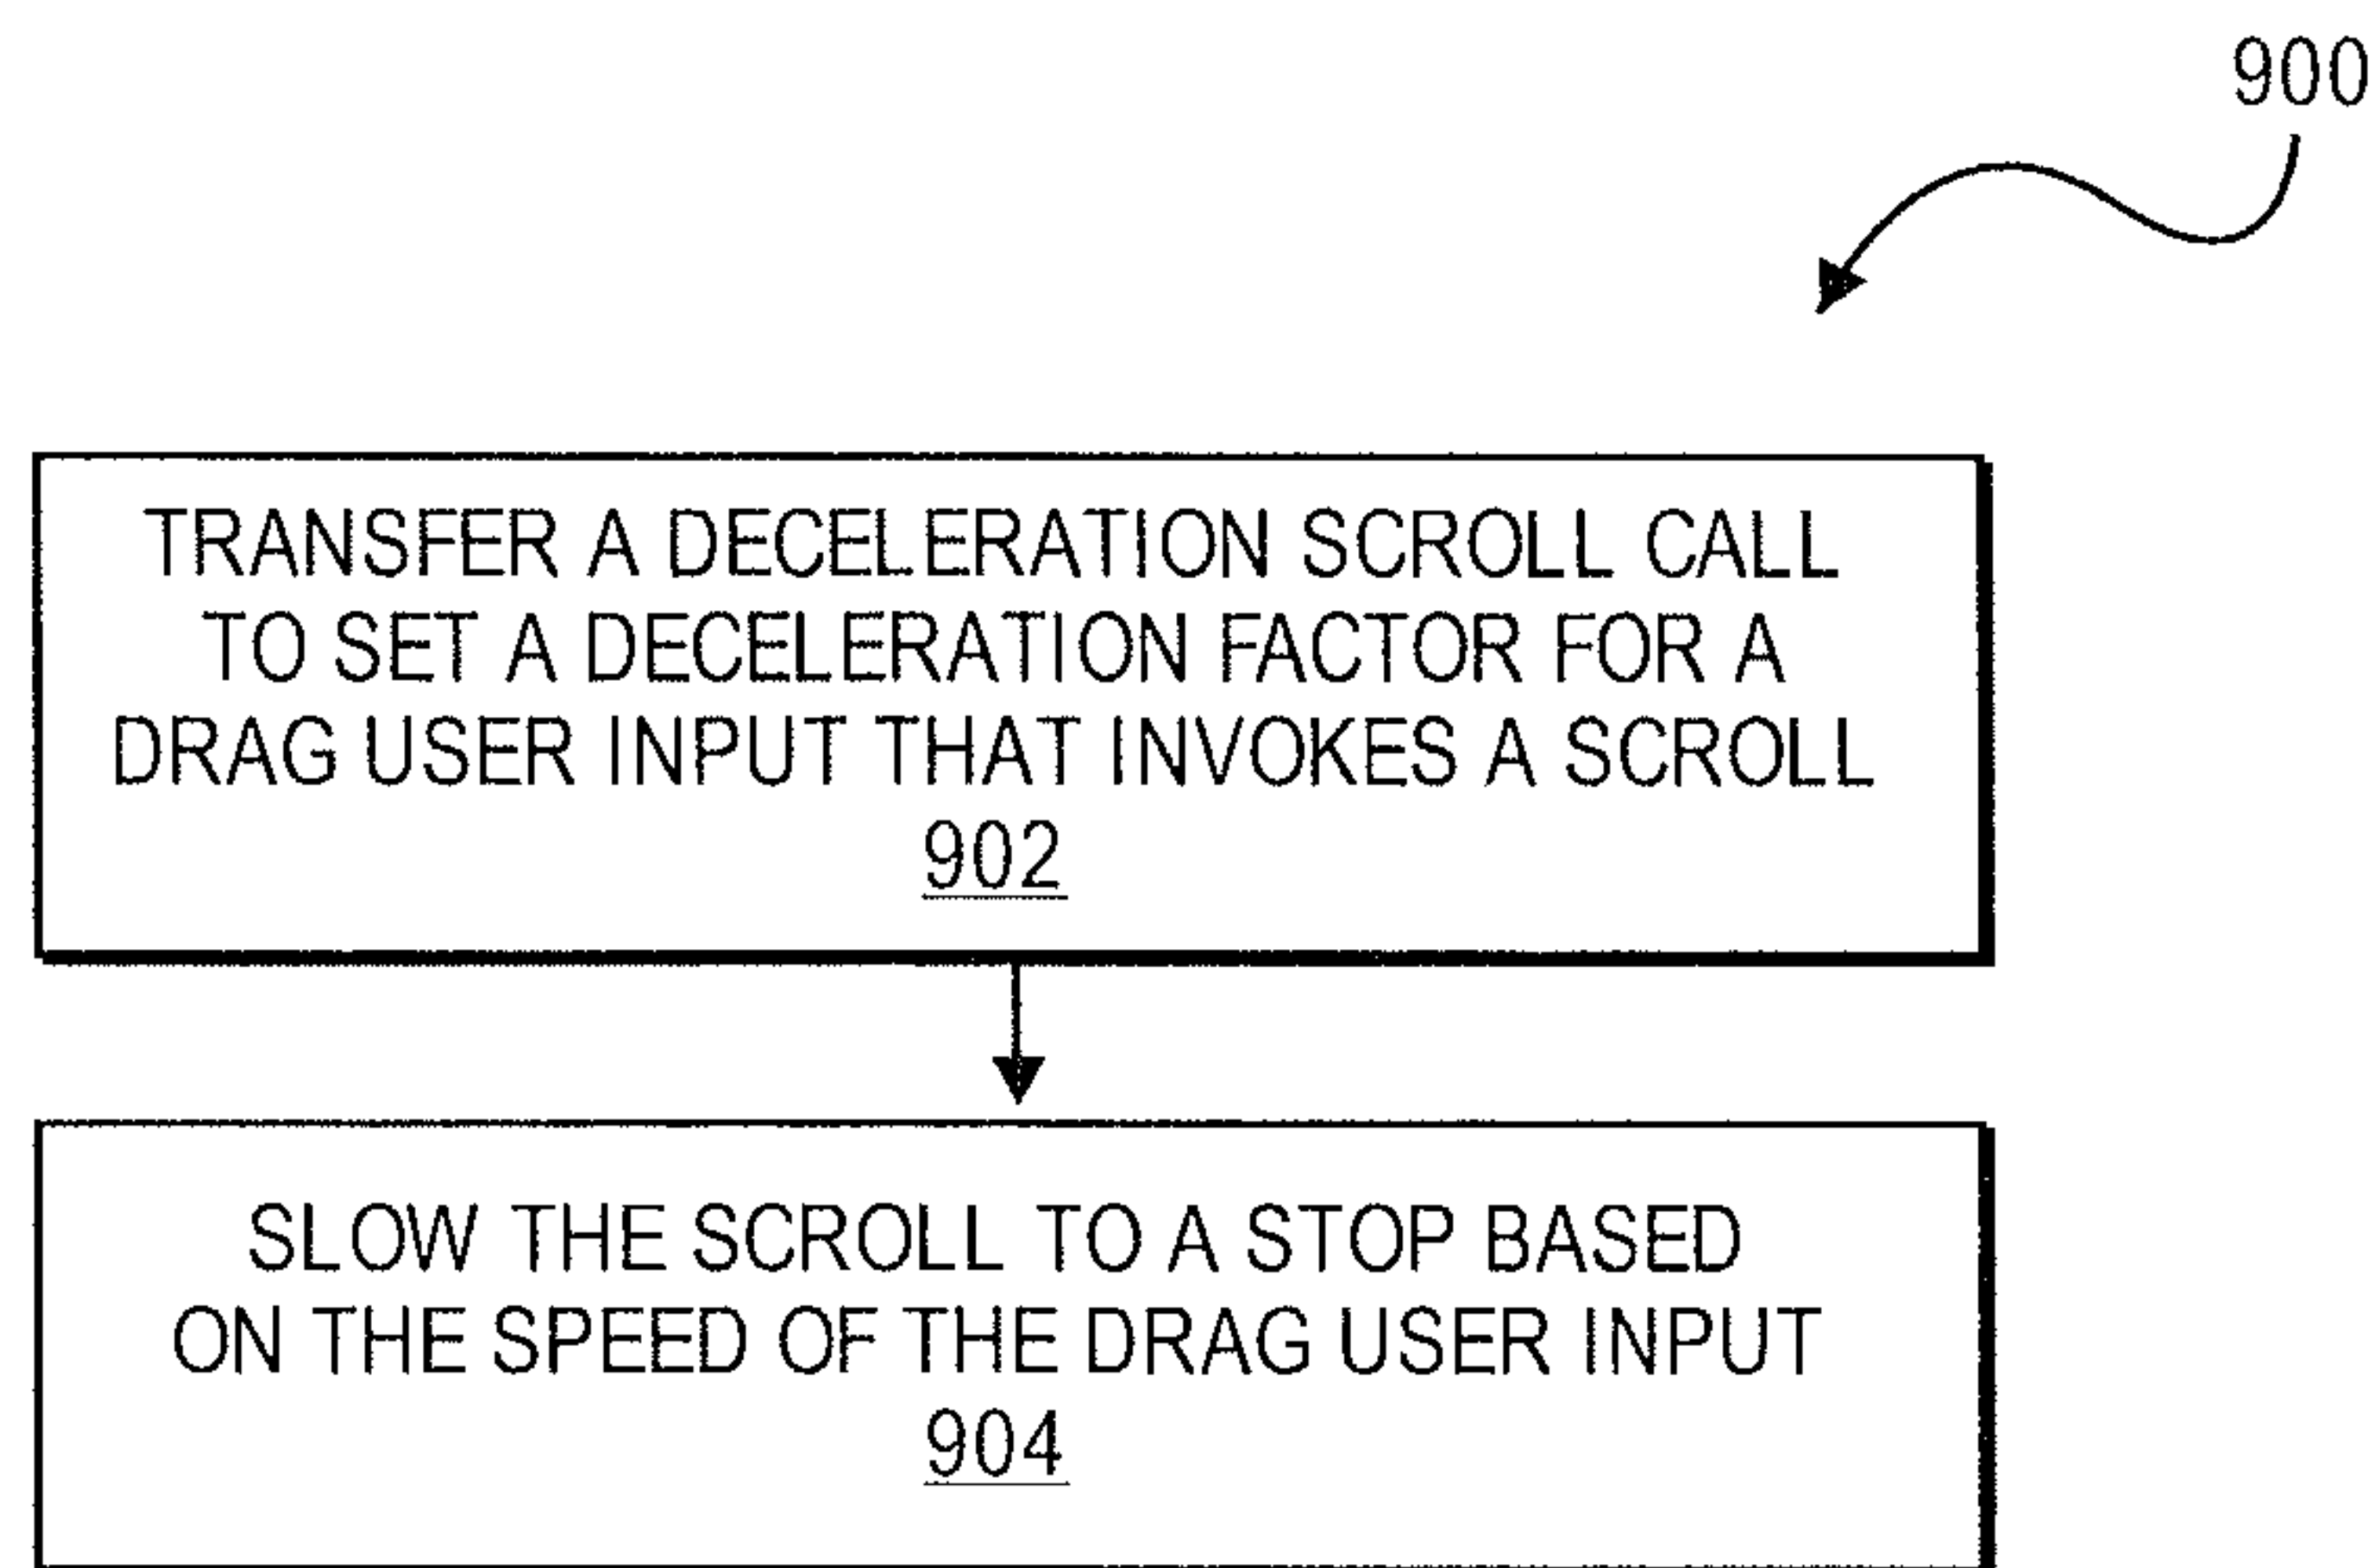 900
TRANSFER A DECELERATION SCROLL CALL
TO SET A DECELERATION FACTOR FOR A
DRAG USER INPUT THAT INVOKES A SCROLL
902
SLOW THE SCROLL TO A STOP BASED
ON THE SPEED OF THE DRAG USER INPUT
904